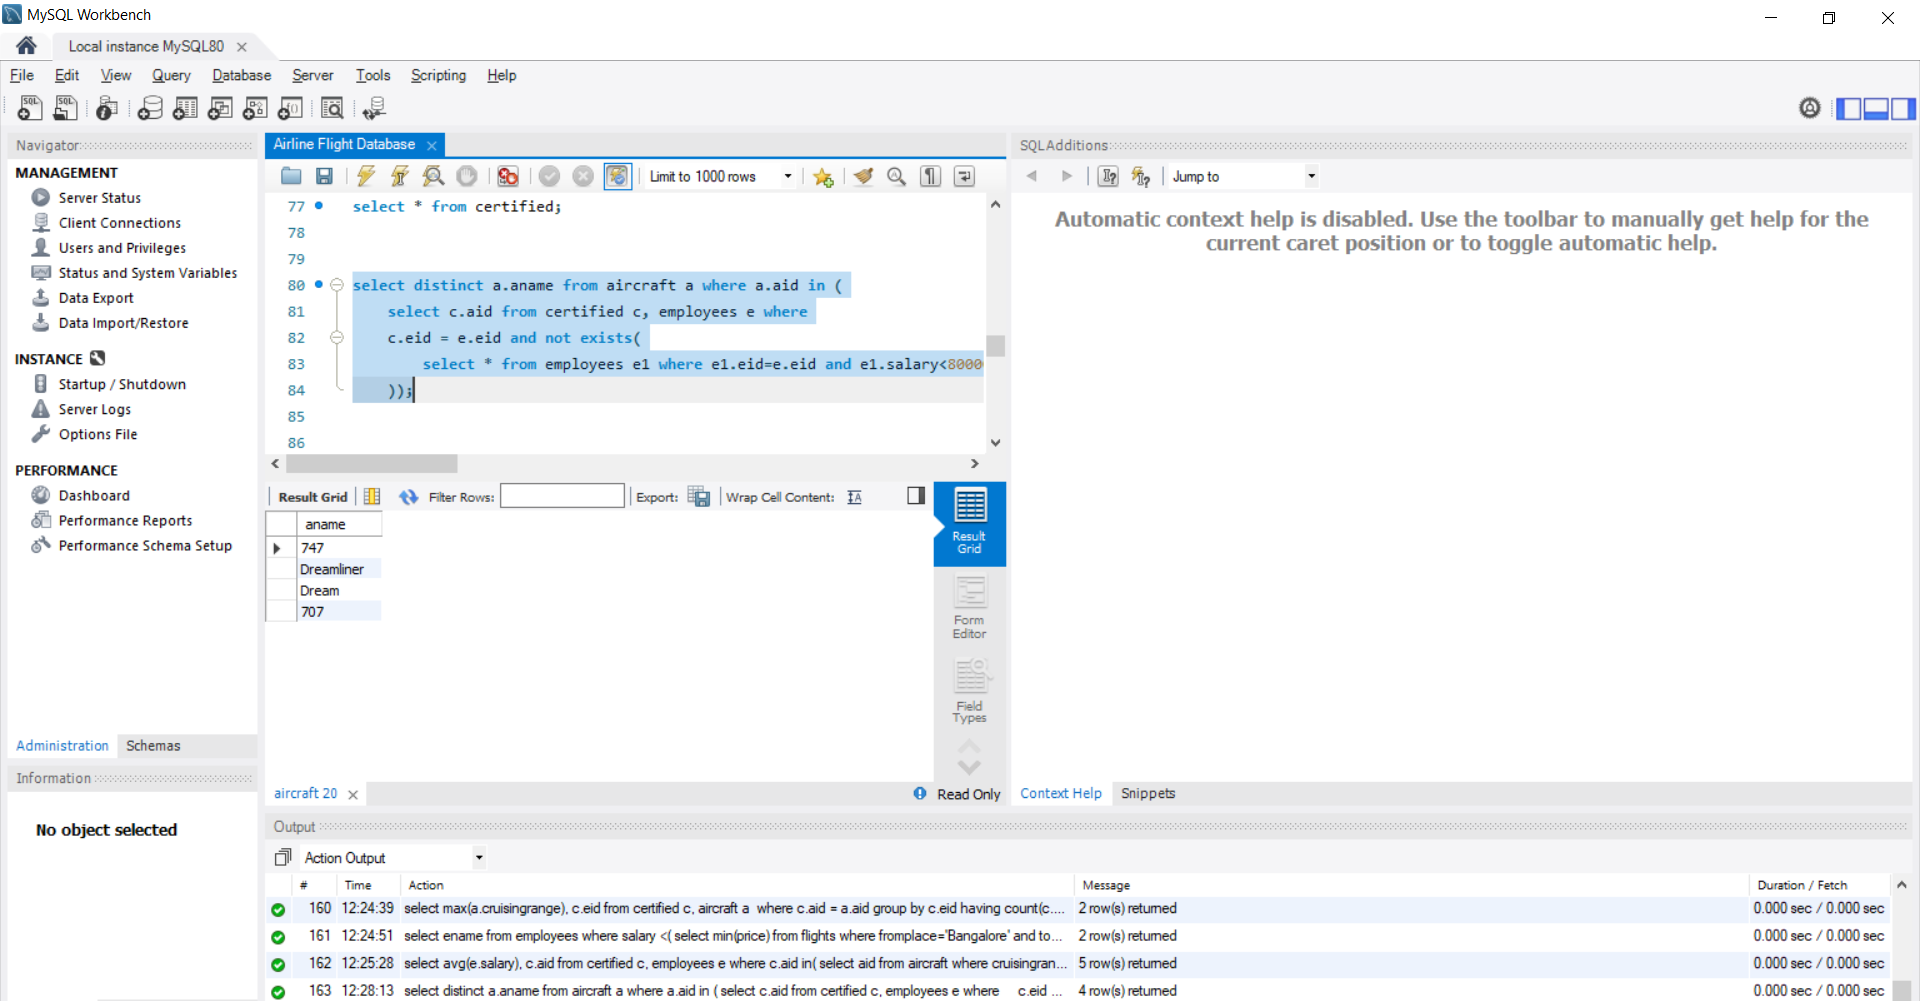 MySQL Workbench
Local instance MySQL80
File Edit View Query Database Server Tools Scripting Help
Navigator
MANAGEMENT
Server Status
Client Connections
Users and Privileges
Status and System Variables
Data Export
Data Import/Restore
INSTANCE
Startup / Shutdown
Server Logs
Options File
PERFORMANCE
Dashboard
Performance Reports
Performance Schema Setup
Administration Schemas
Information
No object selected
Airline Flight Database
Limit to 1000 rows
77 select * from certified;
78
79
80 select distinct a.aname from aircraft a where a.aid in (
81 select c.aid from certified c, employees e where
82 c.eid = e.eid and not exists(
83 select * from employees e1 where e1.eid=e.eid and e1.salary<8000
84 ));
85
86
Result Grid Filter Rows: Export: Wrap Cell Content:
aname
747
Dreamliner
Dream
707
Result
Grid
Form
Editor
Field
Types
aircraft 20
Read Only
SQLAdditions
Jump to
Automatic context help is disabled. Use the toolbar to manually get help for the
current caret position or to toggle automatic help.
Context Help Snippets
Output
Action Output
# Time Action Message Duration / Fetch
160 12:24:39 select max(a.cruisingrange), c.eid from certified c, aircraft a where c.aid = a.aid group by c.eid having count(c.... 2 row(s) returned 0.000 sec / 0.000 sec
161 12:24:51 select ename from employees where salary <( select min(price) from flights where fromplace='Bangalore' and to... 2 row(s) returned 0.000 sec / 0.000 sec
162 12:25:28 select avg(e.salary), c.aid from certified c, employees e where c.aid in( select aid from aircraft where cruisingran... 5 row(s) returned 0.000 sec / 0.000 sec
163 12:28:13 select distinct a.aname from aircraft a where a.aid in ( select c.aid from certified c, employees e where c.eid ... 4 row(s) returned 0.000 sec / 0.000 sec